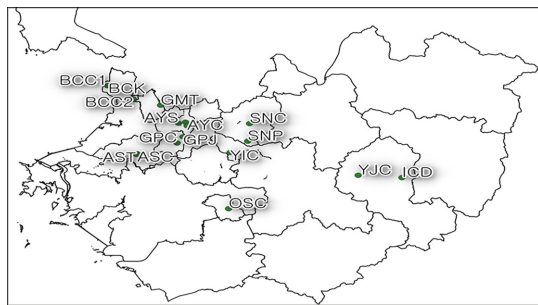 BCC1
BCK
BCC2
GMT
AYS
AYC
SNC
GPC
GPJ
SNP
AST
ASC
YIC
YJC
ICD
OSC